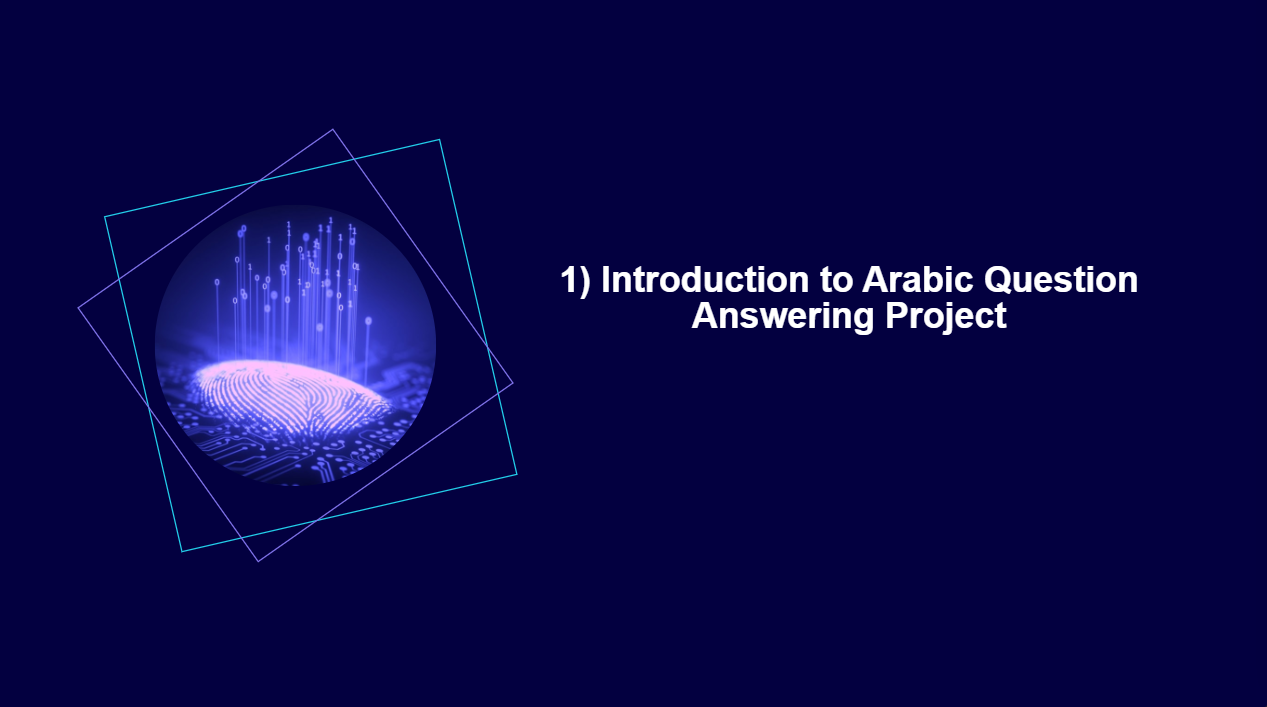 1) Introduction to Arabic Question
Answering Project